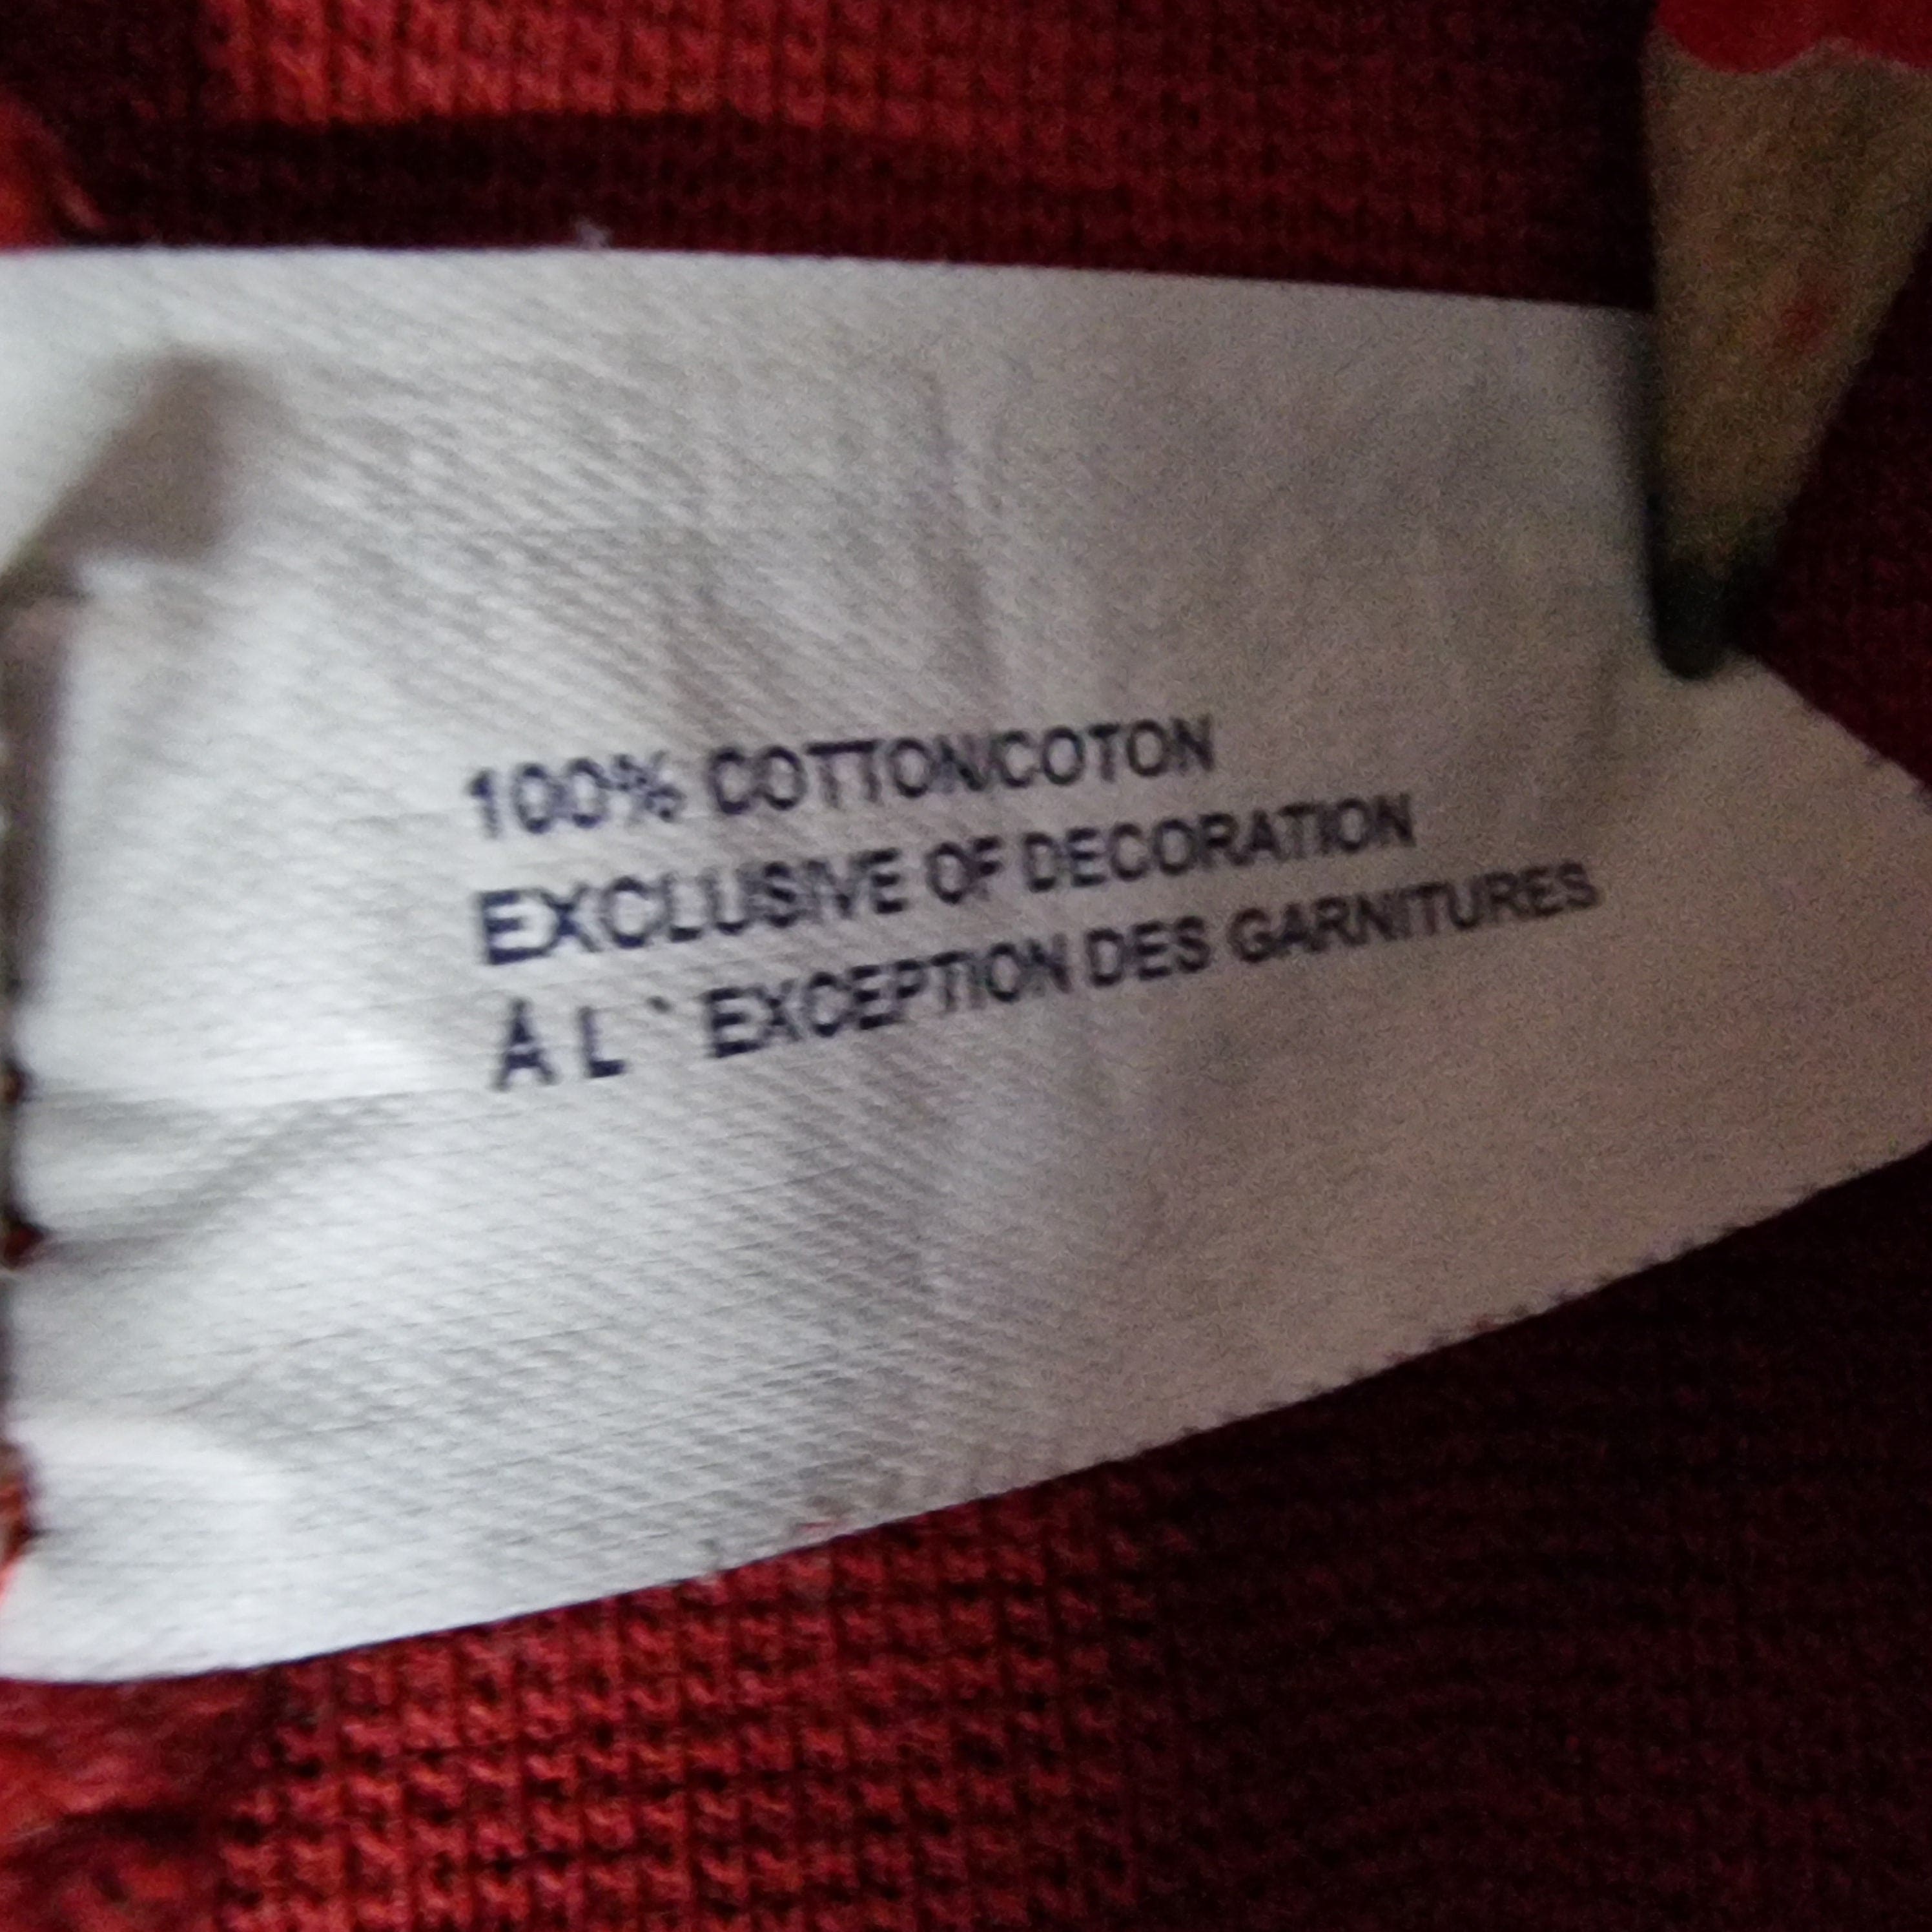 100% COTTON/COTON
EXCLUSIVE OF DECORATION
A L` EXCEPTION DES GARNITURES